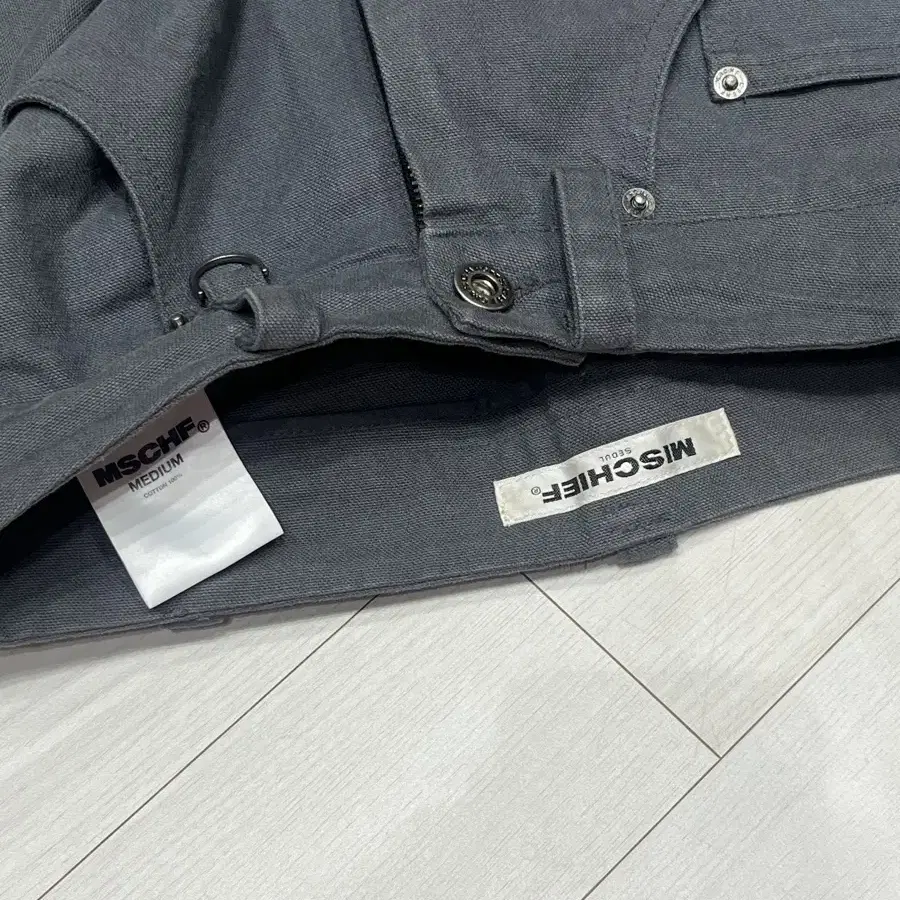 MSCHF®
MEDIUM
COTTON 100%
MISCHIEF®
SEOUL